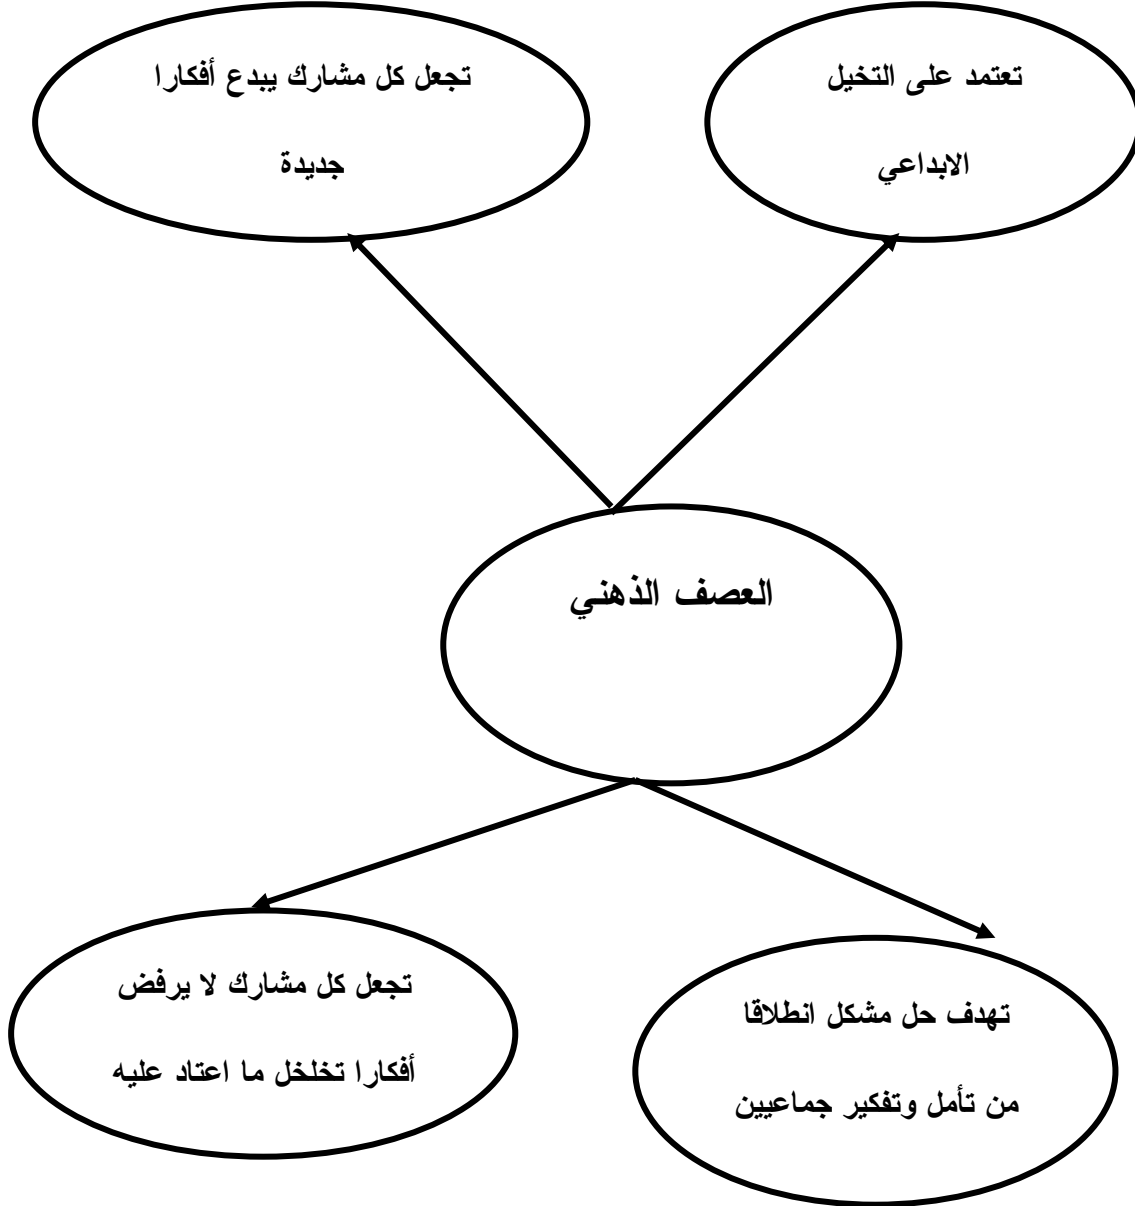 تعتمد على التخيل
الابداعي
تجعل كل مشارك يبدع أفكارا
جديدة
العصف الذهني
تهدف حل مشكل انطلاقا
من تأمل وتفكير جماعيين
تجعل كل مشارك لا يرفض
أفكارا تخلخل ما اعتاد عليه